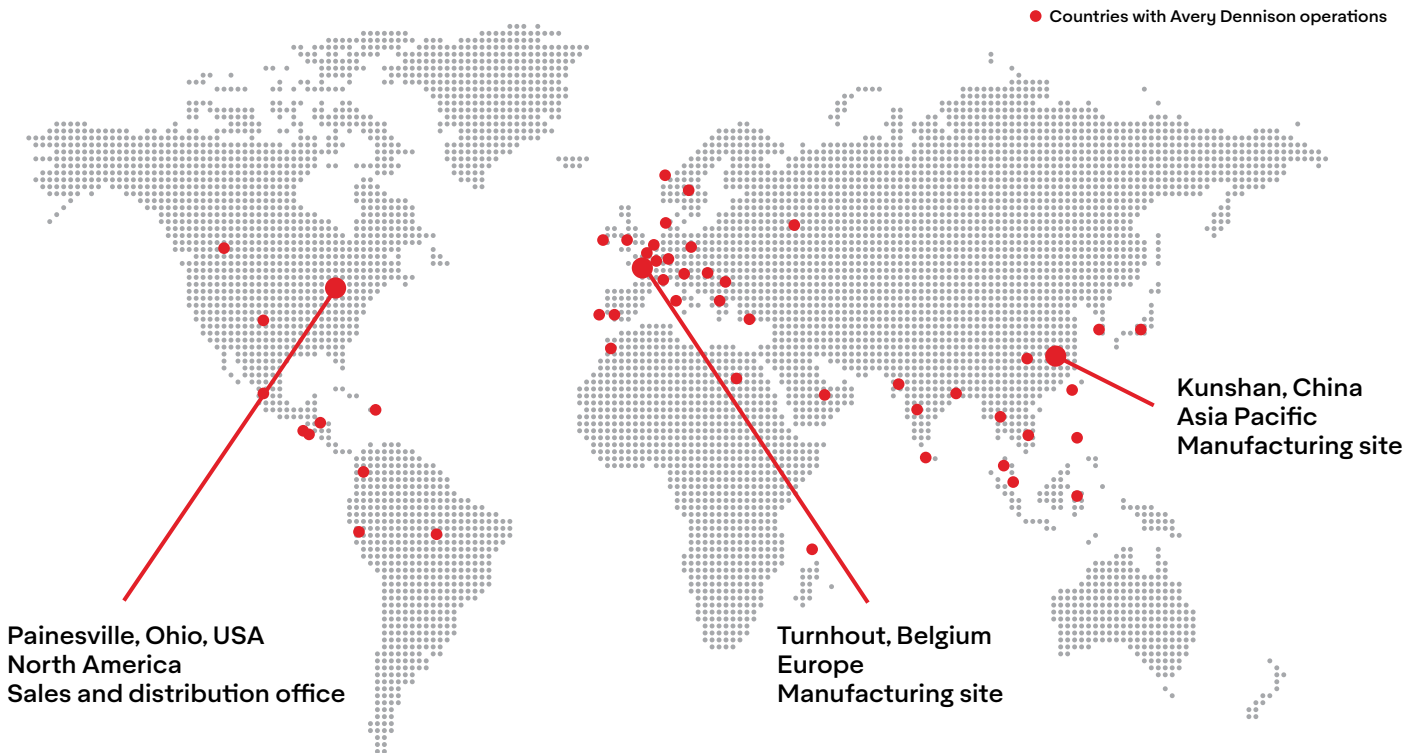 Countries with Avery Dennison operations
Kunshan, China
Asia Pacific
Manufacturing site
Painesville, Ohio, USA
North America
Sales and distribution office
Turnhout, Belgium
Europe
Manufacturing site